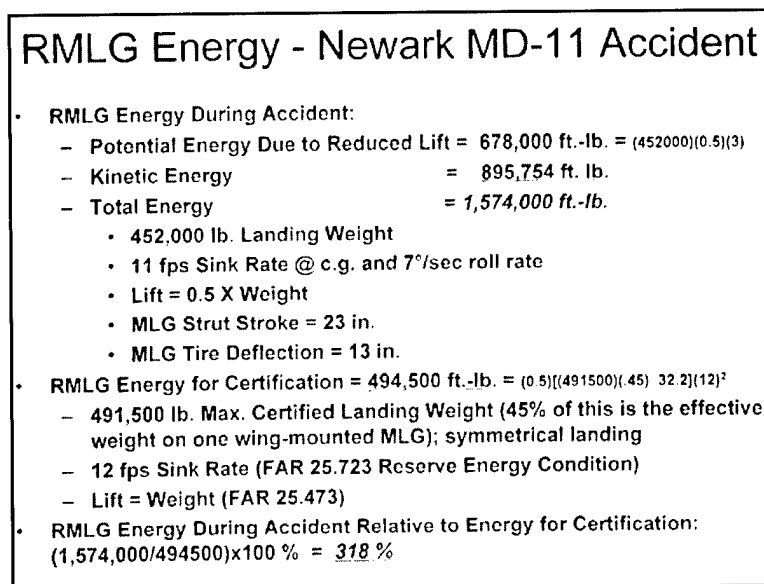 RMLG Energy - Newark MD-11 Accident
• RMLG Energy During Accident:
– Potential Energy Due to Reduced Lift = 678,000 ft.-lb. = (452000)(0.5)(3)
– Kinetic Energy = 895,754 ft. lb.
– Total Energy = 1,574,000 ft.-lb.
• 452,000 lb. Landing Weight
• 11 fps Sink Rate @ c.g. and 7°/sec roll rate
• Lift = 0.5 X Weight
• MLG Strut Stroke = 23 in.
• MLG Tire Deflection = 13 in.
• RMLG Energy for Certification = 494,500 ft.-lb. = (0.5)[(491500)(.45) 32.2](12)²
– 491,500 lb. Max. Certified Landing Weight (45% of this is the effective
weight on one wing-mounted MLG); symmetrical landing
– 12 fps Sink Rate (FAR 25.723 Reserve Energy Condition)
– Lift = Weight (FAR 25.473)
• RMLG Energy During Accident Relative to Energy for Certification:
(1,574,000/494500)x100 % = 318 %